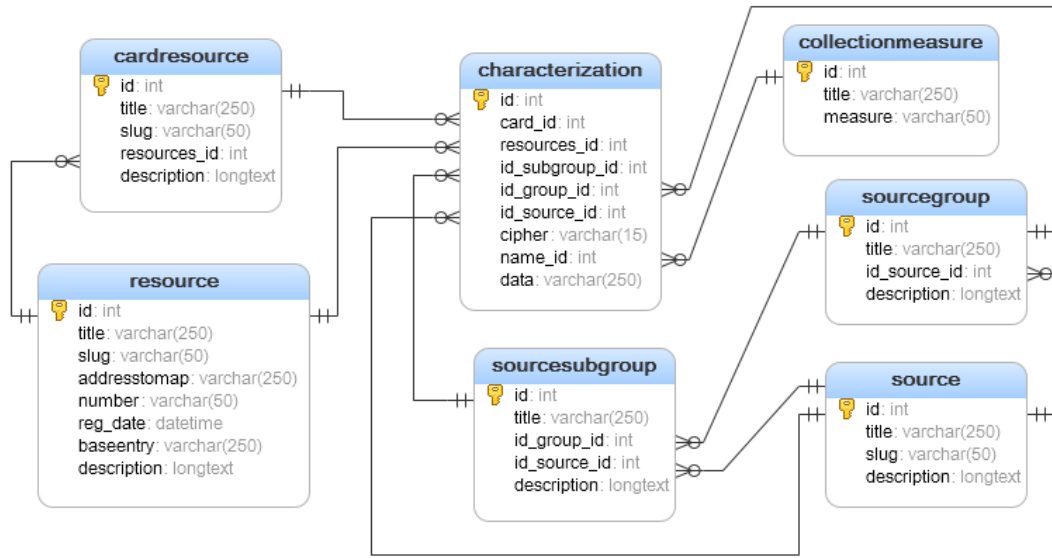 cardresource
id: int
title: varchar(250)
slug: varchar(50)
resources_id: int
description: longtext
resource
id: int
title: varchar(250)
slug: varchar(50)
addresstomap: varchar(250)
number: varchar(50)
reg_date: datetime
baseentry: varchar(250)
description: longtext
characterization
id: int
card_id: int
resources_id: int
id_subgroup_id: int
id_group_id: int
id_source_id: int
cipher: varchar(15)
name_id: int
data: varchar(250)
sourcesubgroup
id: int
title: varchar(250)
id_group_id: int
id_source_id: int
description: longtext
collectionmeasure
id: int
title: varchar(250)
measure: varchar(50)
sourcegroup
id: int
title: varchar(250)
id_source_id: int
description: longtext
source
id: int
title: varchar(250)
slug: varchar(50)
description: longtext